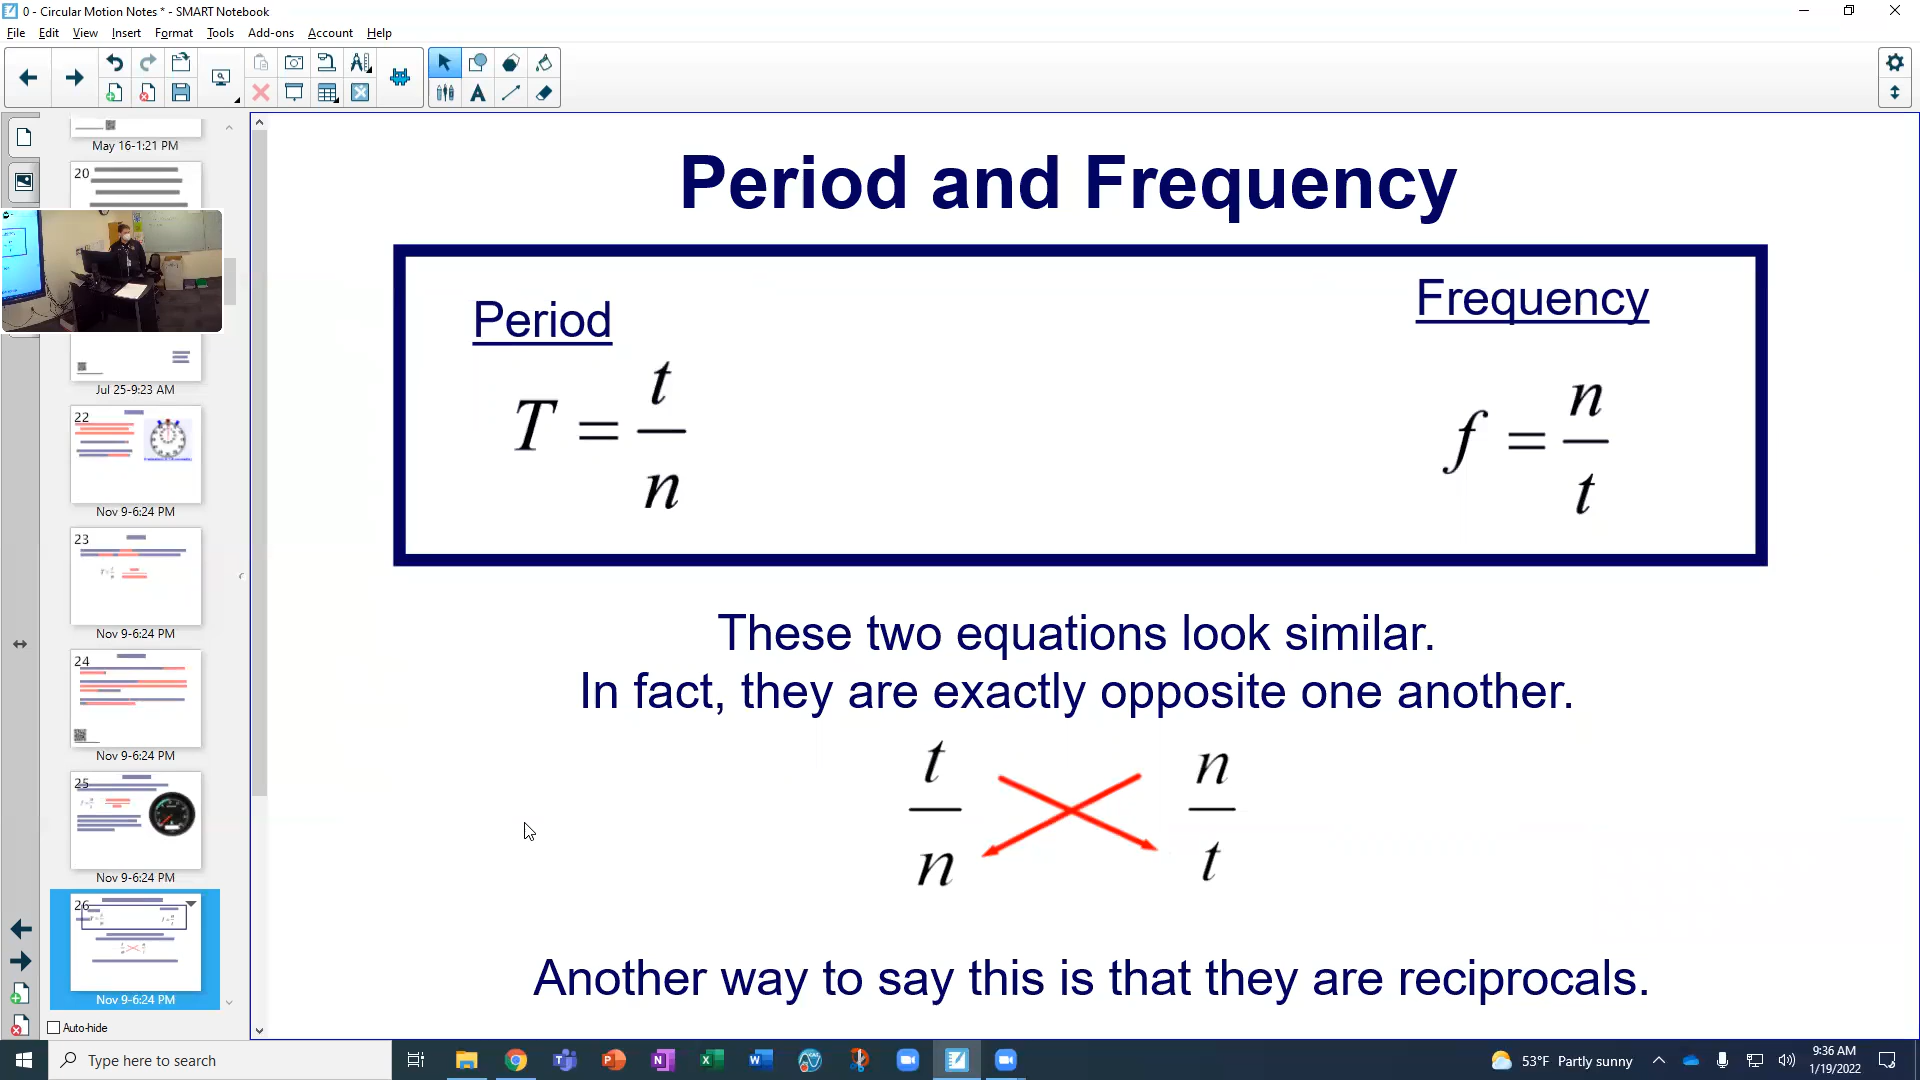 0 - Circular Motion Notes * - SMART Notebook
File Edit View Insert Format Tools Add-ons Account Help
May 16-1:21 PM
20
Jul 25-9:23 AM
22
Nov 9-6:24 PM
23
Nov 9-6:24 PM
24
Nov 9-6:24 PM
25
Nov 9-6:24 PM
26
Nov 9-6:24 PM
Auto-hide
Period and Frequency
Period
T = t/n
Frequency
f = n/t
These two equations look similar.
In fact, they are exactly opposite one another.
t/n n/t
Another way to say this is that they are reciprocals.
Type here to search
53°F Partly sunny
9:36 AM
1/19/2022